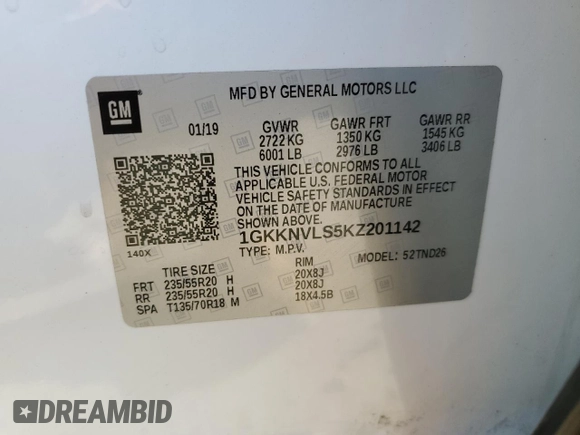 GM
MFD BY GENERAL MOTORS LLC
01/19 GVWR GAWR FRT GAWR RR
2722 KG 1350 KG 1545 KG
6001 LB 2976 LB 3406 LB
THIS VEHICLE CONFORMS TO ALL
APPLICABLE U.S. FEDERAL MOTOR
VEHICLE SAFETY STANDARDS IN EFFECT
ON THE DATE OF MANUFACTURE
SHOWN ABOVE.
140X
1GKKNVLS5KZ201142
TYPE: M.P.V. MODEL: 52TND26
TIRE SIZE RIM
FRT 235/55R20 H 20X8J
RR 235/55R20 H 20X8J
SPA T135/70R18 M 18X4.5B
DREAMBID